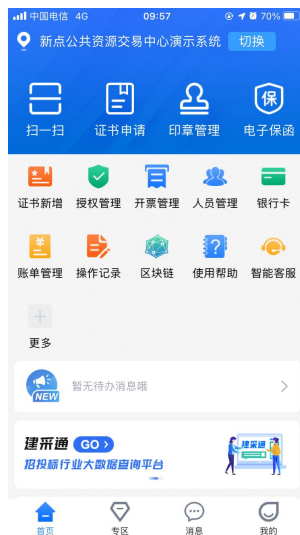 中国电信 4G 09:57 70%
新点公共资源交易中心演示系统 切换
保
扫一扫 证书申请 印章管理 电子保函
证书新增 授权管理 开票管理 人员管理 银行卡
账单管理 操作记录 区块链 使用帮助 智能客服
更多
NEW 暂无待办消息哦
建采通 GO
招投标行业大数据查询平台
建采通
首页 专区 消息 我的